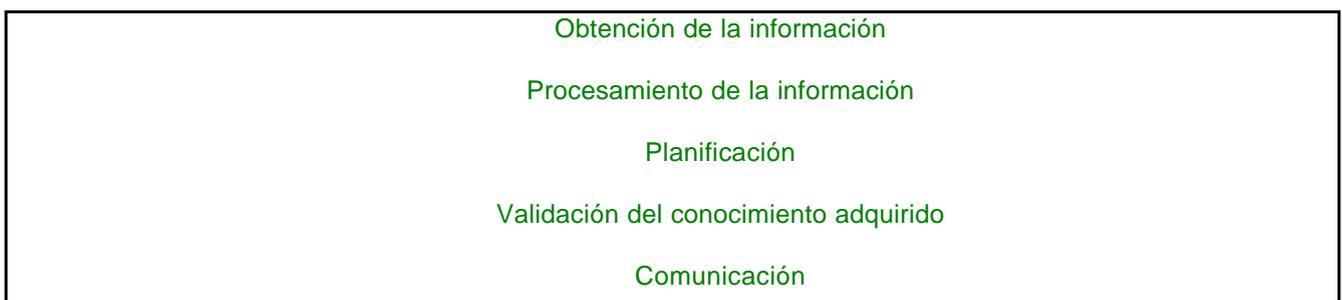 Obtención de la información
Procesamiento de la información
Planificación
Validación del conocimiento adquirido
Comunicación